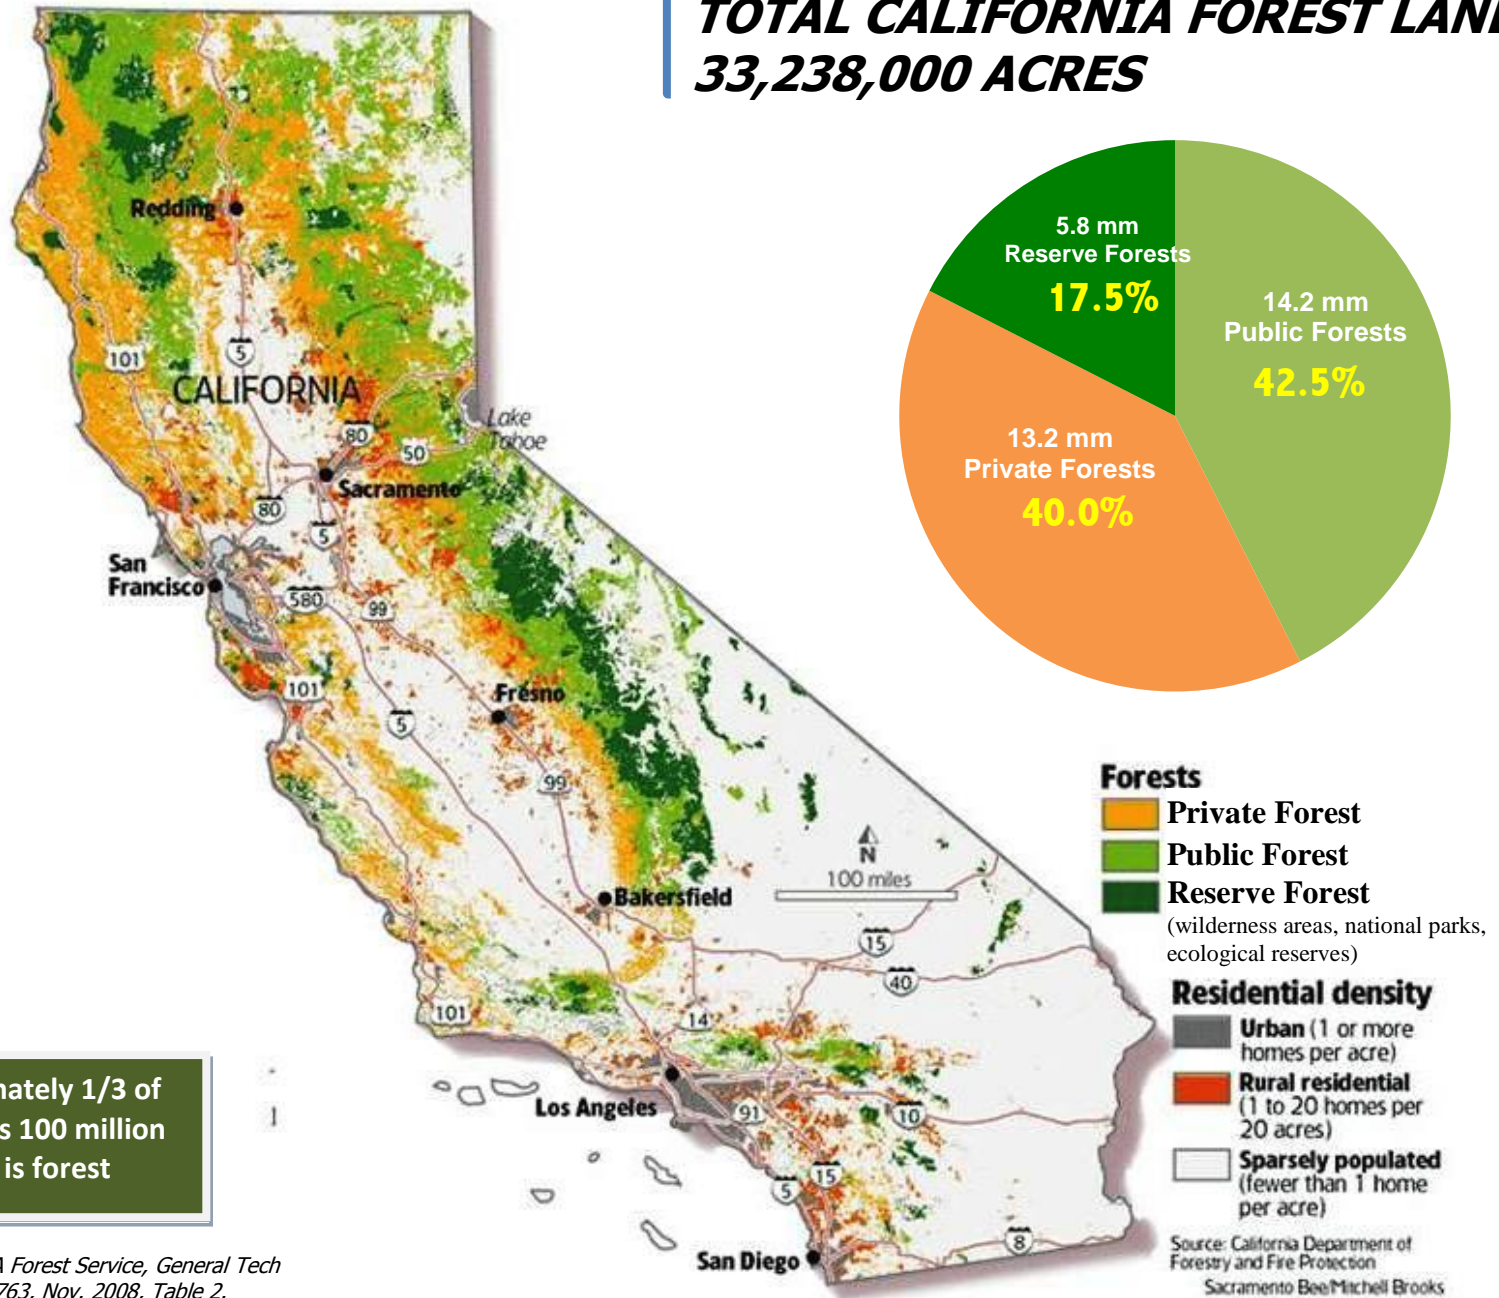 TOTAL CALIFORNIA FOREST LAND
33,238,000 ACRES
5.8 mm
Reserve Forests
17.5%
14.2 mm
Public Forests
42.5%
13.2 mm
Private Forests
40.0%
Redding
101
5
CALIFORNIA
Lake
Tahoe
80
50
Sacramento
80
5
San
Francisco
580
99
101
Fresno
5
99
N
100 miles
Bakersfield
15
40
101
14
Los Angeles
91
10
15
5
8
San Diego
Forests
Private Forest
Public Forest
Reserve Forest
(wilderness areas, national parks,
ecological reserves)
Residential density
Urban (1 or more
homes per acre)
Rural residential
(1 to 20 homes per
20 acres)
Sparsely populated
(fewer than 1 home
per acre)
Source: California Department of
Forestry and Fire Protection
Sacramento Bee/Mitchell Brooks
nately 1/3 of
s 100 million
is forest
A Forest Service, General Tech
763, Nov. 2008, Table 2.